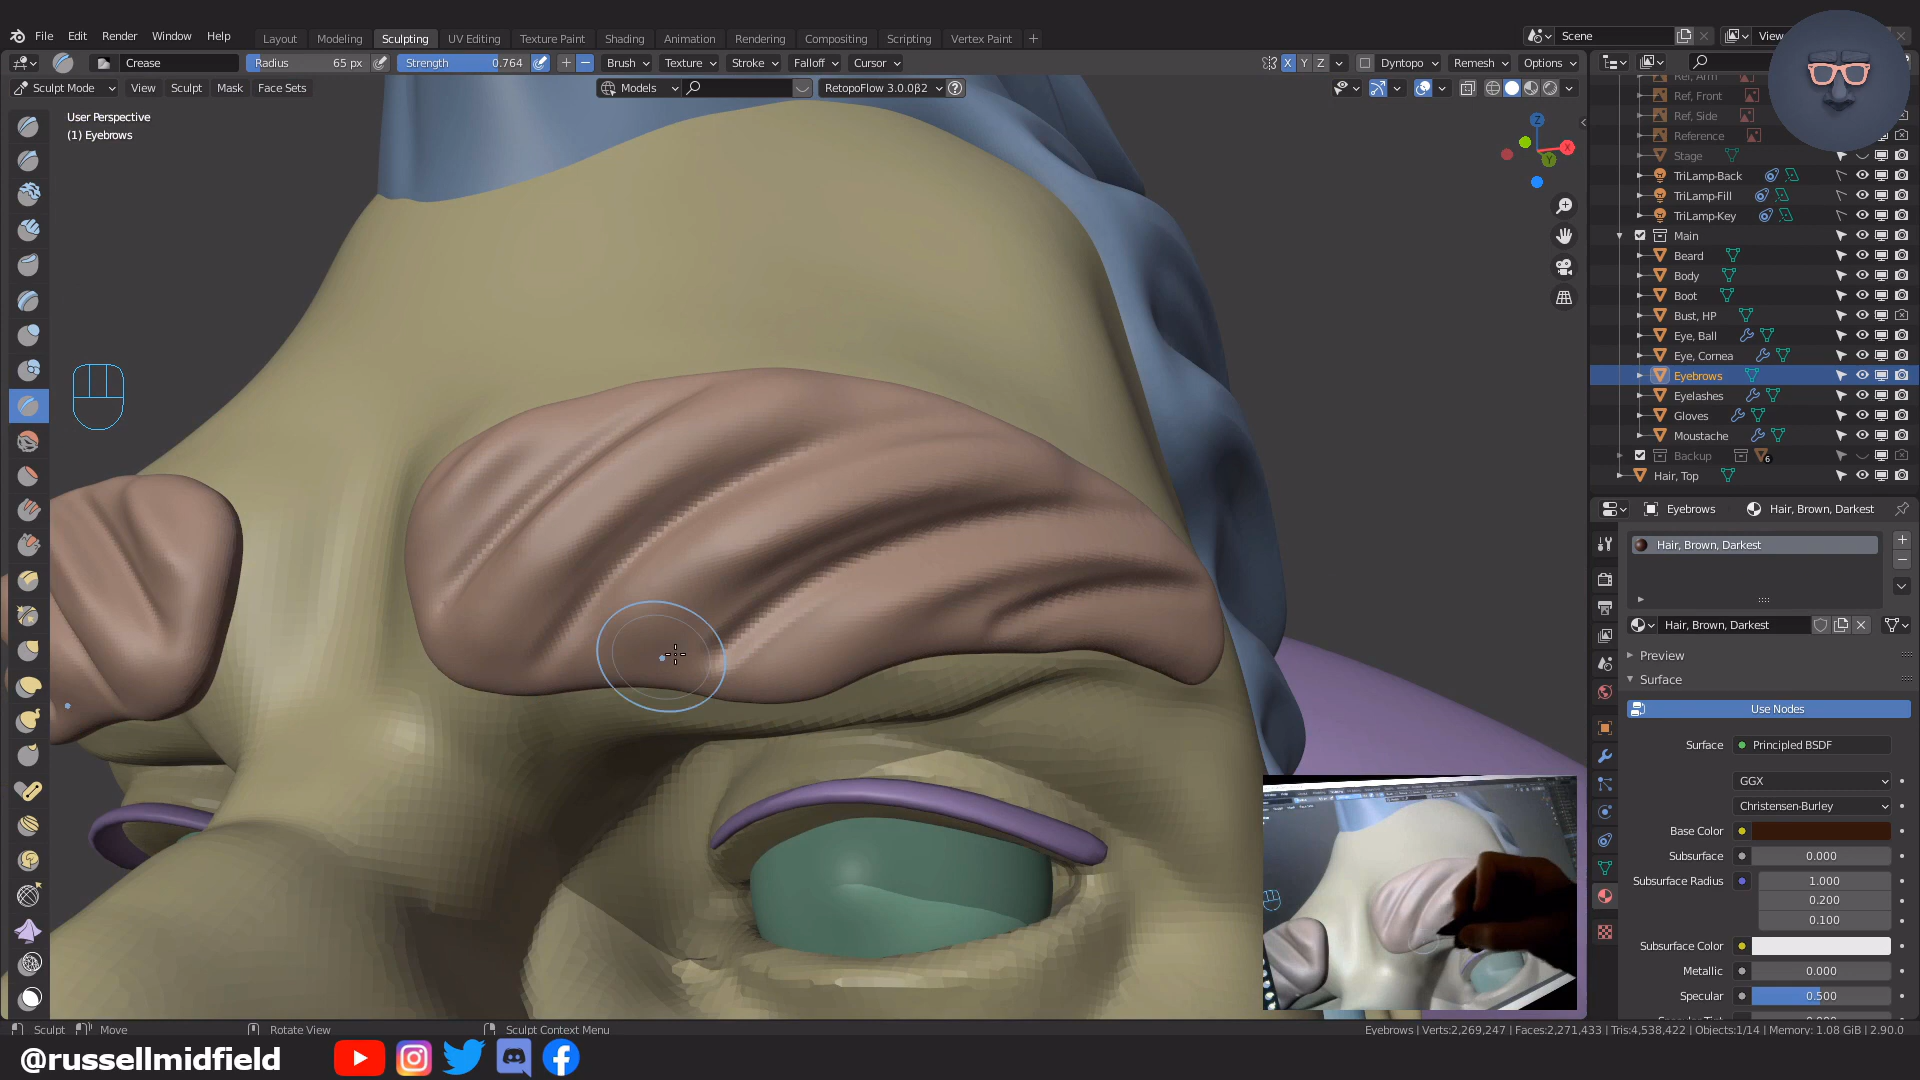 File Edit Render Window Help Layout Modeling Sculpting UV Editing Texture Paint Shading Animation Rendering Compositing Scripting Vertex Paint + Scene View
Crease Radius 65 px Strength 0.764 Brush Texture Stroke Falloff Cursor X Y Z Dyntopo Remesh Options
Sculpt Mode View Sculpt Mask Face Sets Models RetopoFlow 3.0.0β2
User Perspective
(1) Eyebrows
Z
X
Y
Ref, Arm
Ref, Front
Ref, Side
Reference
Stage
TriLamp-Back
TriLamp-Fill
TriLamp-Key
Main
Beard
Body
Boot
Bust, HP
Eye, Ball
Eye, Cornea
Eyebrows
Eyelashes
Gloves
Moustache
Backup 6
Hair, Top
Eyebrows Hair, Brown, Darkest
Hair, Brown, Darkest
Hair, Brown, Darkest
Preview
Surface
Use Nodes
Surface Principled BSDF
GGX
Christensen-Burley
Base Color
Subsurface 0.000
Subsurface Radius 1.000
0.200
0.100
Subsurface Color
Metallic 0.000
Specular 0.500
Sculpt Move Rotate View Sculpt Context Menu Eyebrows | Verts:2,269,247 | Faces:2,271,433 | Tris:4,538,422 | Objects:1/14 | Memory: 1.08 GiB | 2.90.0
@russellmidfield